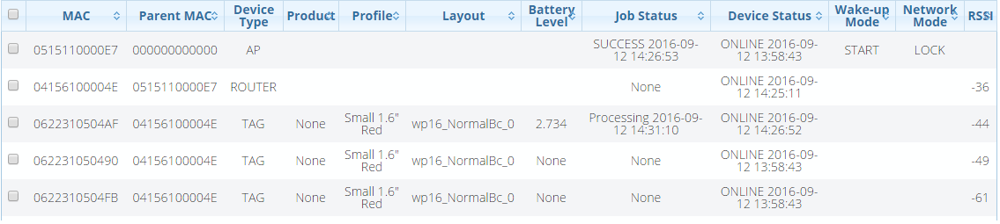 MAC Parent MAC Device Type Product Profile Layout Battery Level Job Status Device Status Wake-up Mode Network Mode RSSI
0515110000E7 000000000000 AP SUCCESS 2016-09-12 14:26:53 ONLINE 2016-09-12 13:58:43 START LOCK
04156100004E 0515110000E7 ROUTER None ONLINE 2016-09-12 14:25:11 -36
0622310504AF 04156100004E TAG None Small 1.6" Red wp16_NormalBc_0 2.734 Processing 2016-09-12 14:31:10 ONLINE 2016-09-12 14:26:52 -44
062231050490 04156100004E TAG None Small 1.6" Red wp16_NormalBc_0 None None ONLINE 2016-09-12 13:58:43 -49
0622310504FB 04156100004E TAG None Small 1.6" Red wp16_NormalBc_0 None None ONLINE 2016-09-12 13:58:43 -61